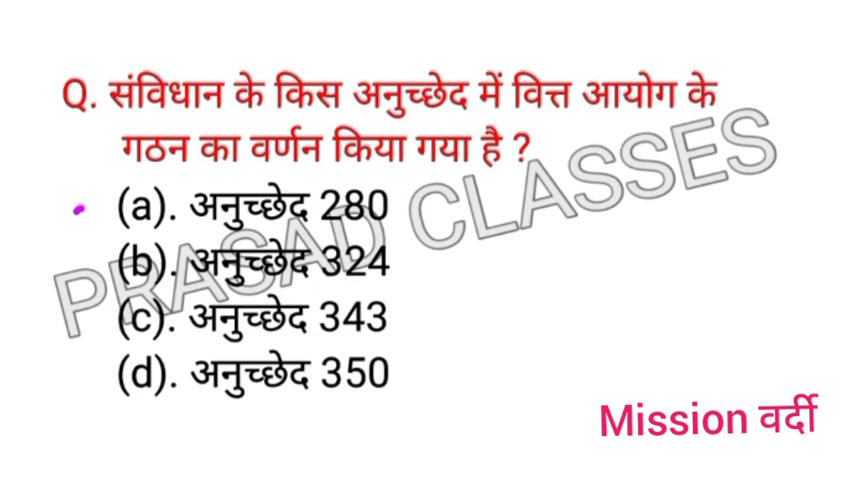 Q. संविधान के किस अनुच्छेद में वित्त आयोग के
गठन का वर्णन किया गया है ?
(a). अनुच्छेद 280
(b). अनुच्छेद 324
(c). अनुच्छेद 343
(d). अनुच्छेद 350
PRASAD CLASSES
Mission वर्दी